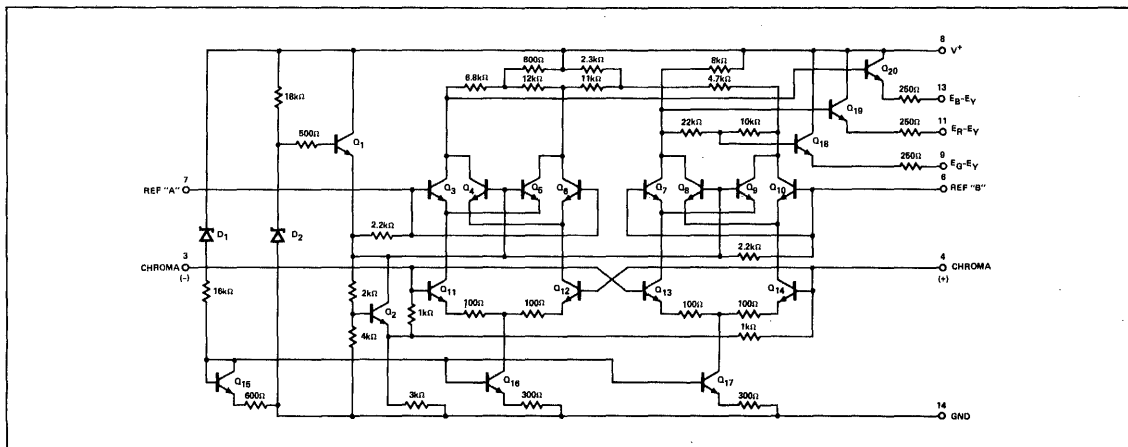 8
V+
800Ω
2.3kΩ
8kΩ
Q20
6.8kΩ
12kΩ
11kΩ
4.7kΩ
13
16kΩ
250Ω
EB-EY
Q19
11
500Ω
Q1
22kΩ
10kΩ
250Ω
ER-EY
Q18
9
250Ω
EG-EY
7
6
REF "A"
Q3
Q4
Q5
Q6
Q7
Q8
Q9
Q10
REF "B"
2.2kΩ
D1
D2
2.2kΩ
3
4
CHROMA
CHROMA
(-)
(+)
Q11
Q12
Q13
Q14
16kΩ
2kΩ
100Ω
100Ω
100Ω
100Ω
Q2
1kΩ
1kΩ
4kΩ
Q15
Q16
Q17
600Ω
3kΩ
300Ω
300Ω
14
GND